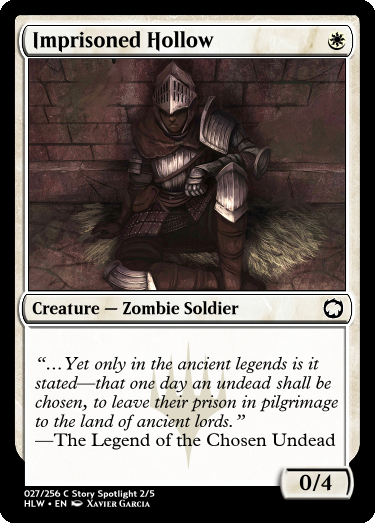 Imprisoned Hollow
Creature — Zombie Soldier
“…Yet only in the ancient legends is it
stated—that one day an undead shall be
chosen, to leave their prison in pilgrimage
to the land of ancient lords.”
—The Legend of the Chosen Undead
0/4
027/256 C Story Spotlight 2/5
HLW • EN Xavier Garcia